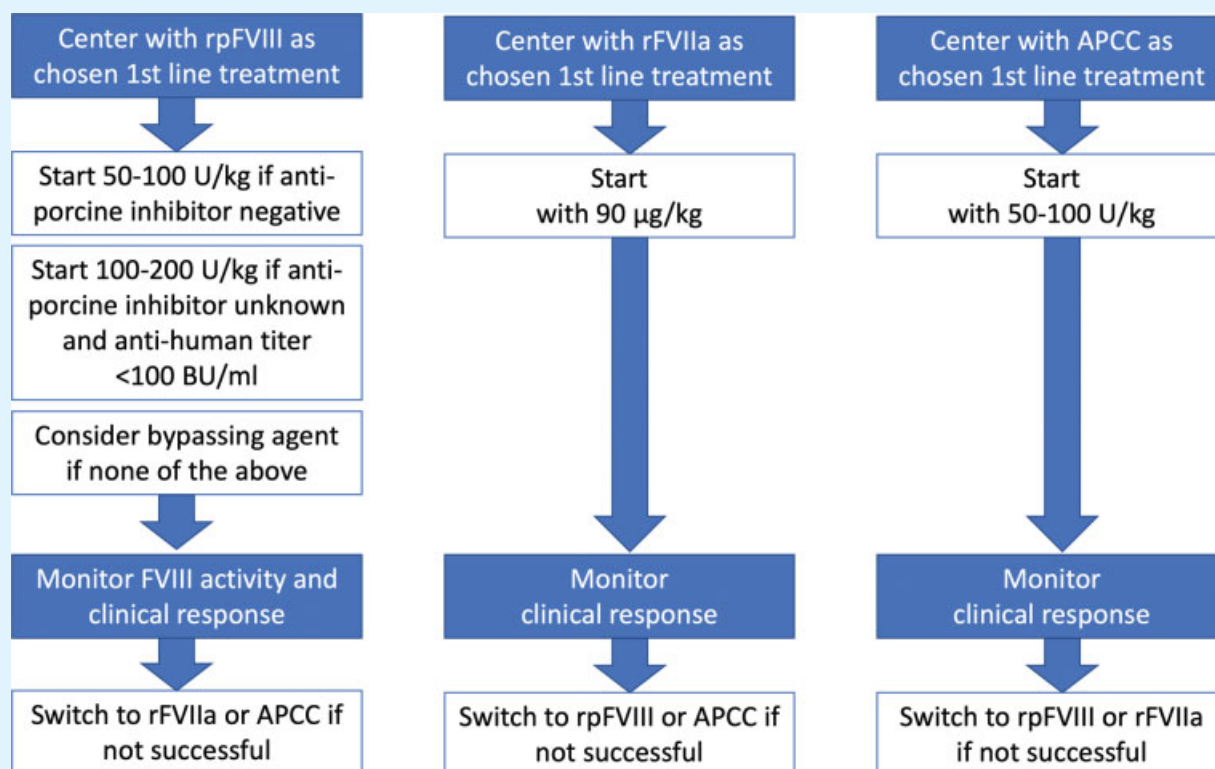 Center with rpFVIII as
chosen 1st line treatment
Start 50-100 U/kg if anti-
porcine inhibitor negative
Start 100-200 U/kg if anti-
porcine inhibitor unknown
and anti-human titer
<100 BU/ml
Consider bypassing agent
if none of the above
Monitor FVIII activity and
clinical response
Switch to rFVIIa or APCC if
not successful
Center with rFVIIa as
chosen 1st line treatment
Start
with 90 µg/kg
Monitor
clinical response
Switch to rpFVIII or APCC if
not successful
Center with APCC as
chosen 1st line treatment
Start
with 50-100 U/kg
Monitor
clinical response
Switch to rpFVIII or rFVIIa
if not successful